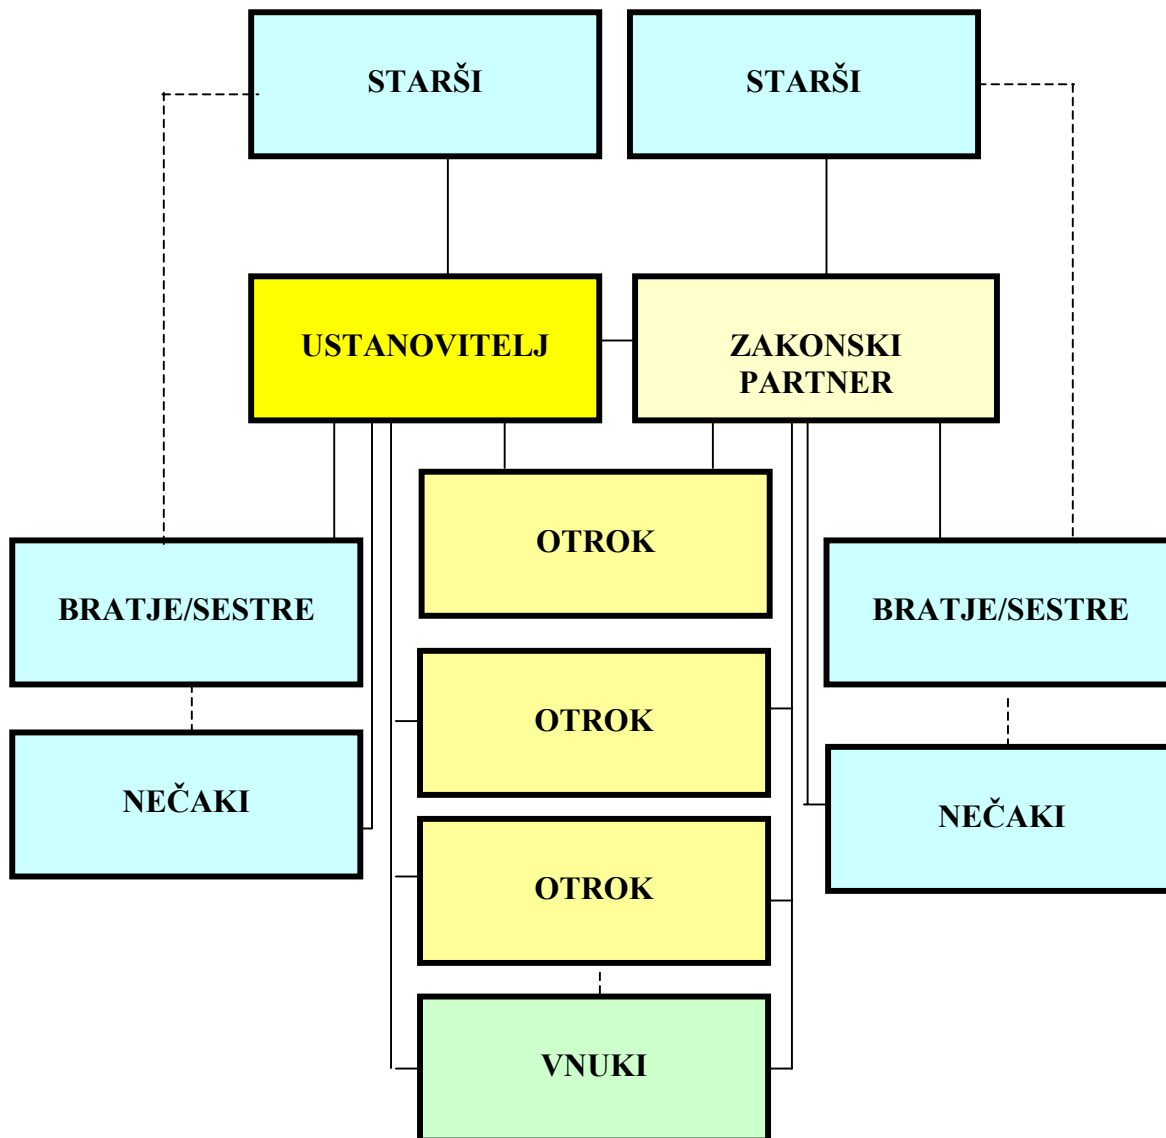 STARŠI
STARŠI
USTANOVITELJ
ZAKONSKI
PARTNER
OTROK
BRATJE/SESTRE
BRATJE/SESTRE
OTROK
NEČAKI
NEČAKI
OTROK
VNUKI